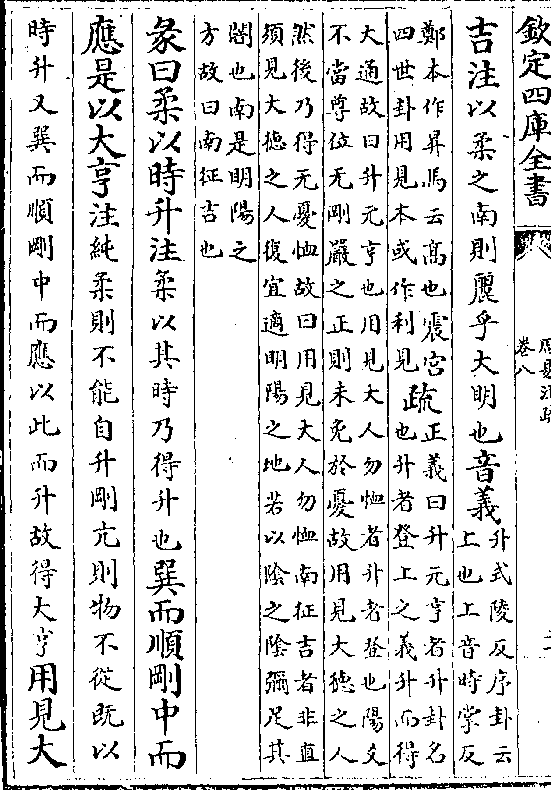 欽定四庫全書
周易注疏
卷八
二
吉注以柔之南則麗乎大明也音義
升式陵反序卦云
上也上音時掌反
鄭本作昇馬云高也震宮
四世卦用見本或作利見
疏
正義曰升元亨者升卦名
也升者登上之義升而得
大通故曰升元亨也用見大人勿恤者升者登也陽爻
不當尊位无剛嚴之正則未免於憂故用見大德之人
然後乃得无憂恤故曰用見大人勿恤南征吉者非直
須見大德之人復宜適明陽之地若以陰之陰彌足其
闇也南是明陽之
方故曰南征吉也
彖曰柔以時升注柔以其時乃得升也巽而順剛中而
應是以大亨注純柔則不能自升剛亢則物不從既以
時升又巽而順剛中而應以此而升故得大亨用見大